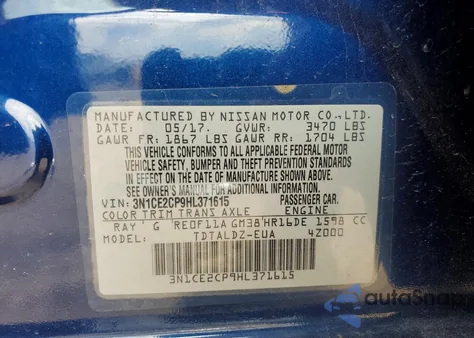 MANUFACTURED BY NISSAN MOTOR CO.,LTD.
DATE: 05/17. GVWR: 3470 LBS
GAWR FR: 1867 LBS GAWR RR: 1704 LBS
THIS VEHICLE CONFORMS TO ALL APPLICABLE FEDERAL MOTOR
VEHICLE SAFETY, BUMPER AND THEFT PREVENTION STANDARDS
IN EFFECT ON THE DATE OF MANUFACTURE SHOWN ABOVE.
SEE OWNER'S MANUAL FOR ADDITIONAL INFORMATION
VIN: 3N1CE2CP9HL371615 PASSENGER CAR.
COLOR TRIM TRANS AXLE ENGINE
RAY G RE0F11A GM38 HR16DE 1598 CC
MODEL: TDTALDZ-EUA 4Z000
3N1CE2CP9HL371615
autoSnap